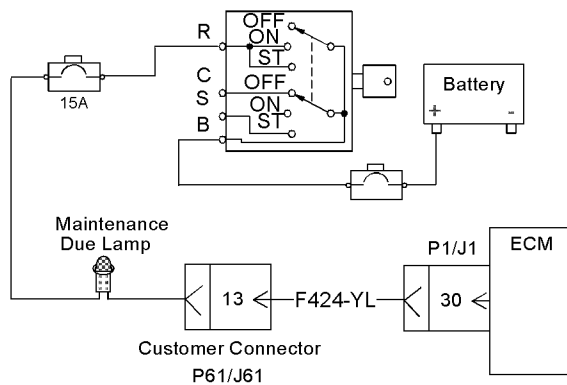 R
OFF
ON
ST
C
S
OFF
ON
ST
B
15A
Battery
+ -
Maintenance
Due Lamp
P1/J1
ECM
13
F424-YL
30
Customer Connector
P61/J61